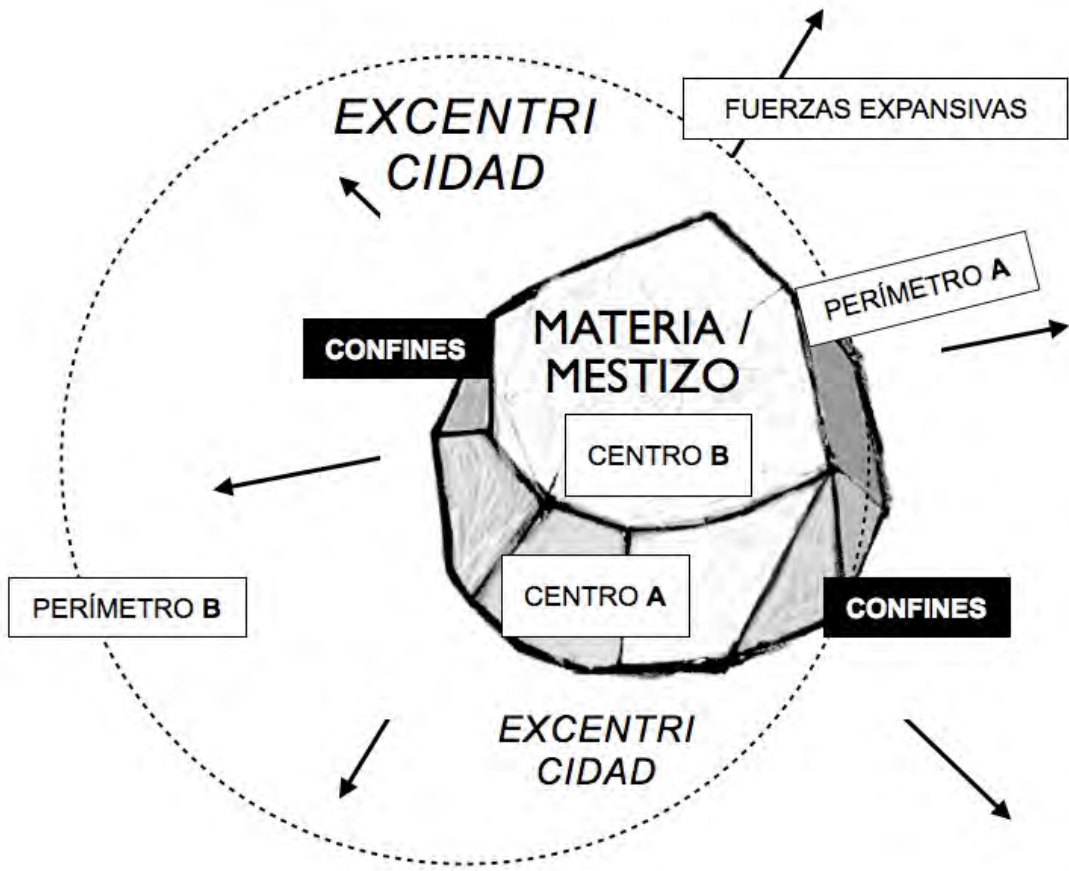 EXCENTRI
CIDAD
FUERZAS EXPANSIVAS
PERÍMETRO A
CONFINES
MATERIA /
MESTIZO
CENTRO B
CENTRO A
PERÍMETRO B
CONFINES
EXCENTRI
CIDAD